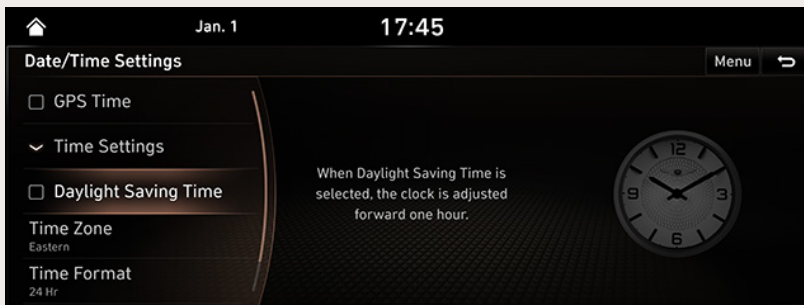 Jan. 1
17:45
Date/Time Settings
Menu
GPS Time
Time Settings
Daylight Saving Time
Time Zone
Eastern
Time Format
24 Hr
When Daylight Saving Time is
selected, the clock is adjusted
forward one hour.
12
9
3
6